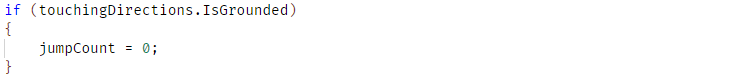 if (touchingDirections.IsGrounded)
{
    jumpCount = 0;
}